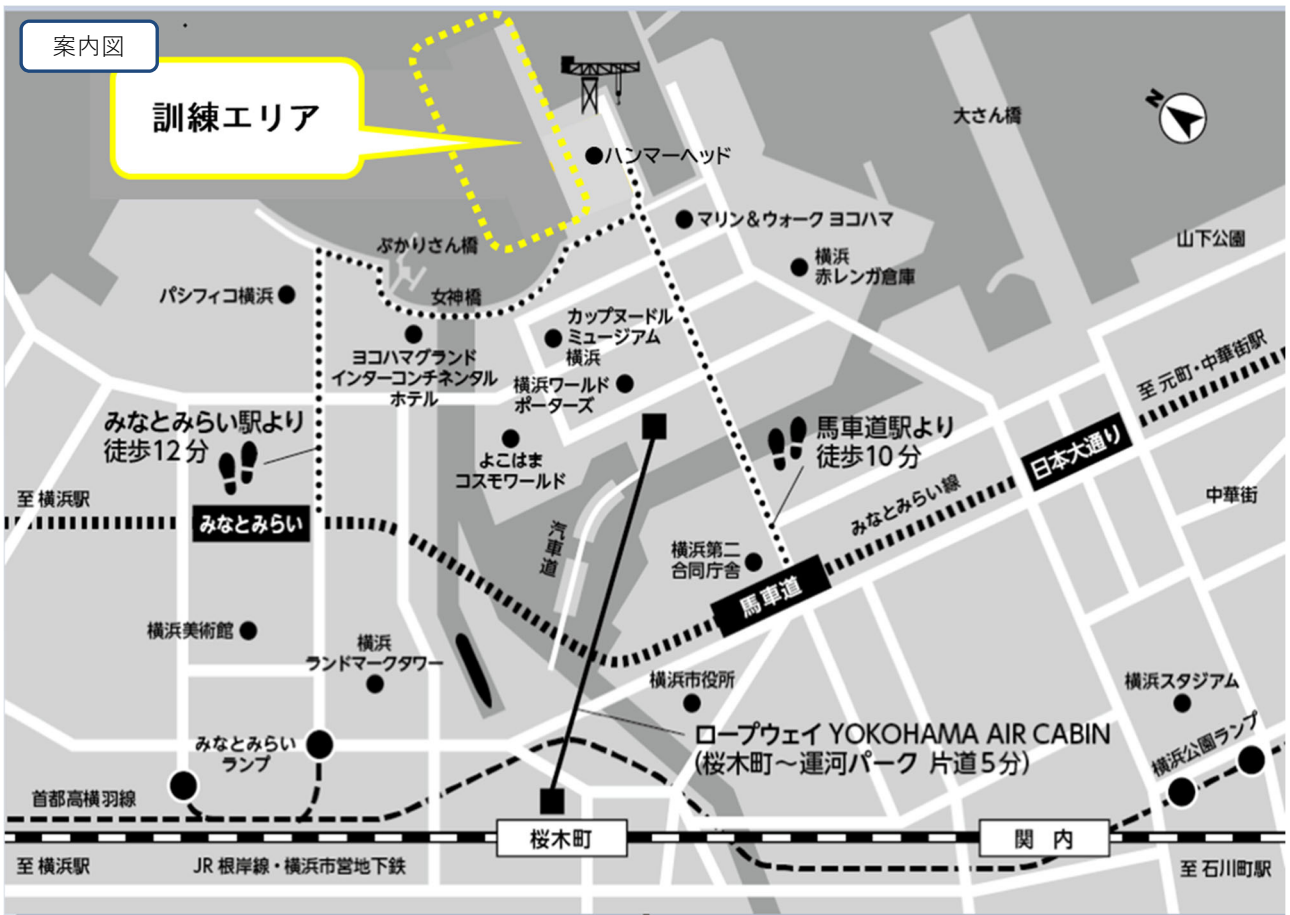 案内図
訓練エリア
N
大さん橋
ハンマーヘッド
マリン&ウォーク ヨコハマ
山下公園
ぷかりさん橋
横浜
赤レンガ倉庫
パシフィコ横浜
女神橋
カップヌードル
ミュージアム
横浜
ヨコハマグランド
インターコンチネンタル
ホテル
横浜ワールド
ポーターズ
至 元町・中華街駅
みなとみらい駅より
徒歩12分
よこはま
コスモワールド
馬車道駅より
徒歩10分
日本大通り
至 横浜駅
みなとみらい
みなとみらい線
中華街
汽車道
横浜第二
合同庁舎
馬車道
横浜美術館
横浜
ランドマークタワー
横浜市役所
横浜スタジアム
みなとみらい
ランプ
ロープウェイ YOKOHAMA AIR CABIN
(桜木町~運河パーク 片道5分)
横浜公園ランプ
首都高横羽線
桜木町
関内
至 横浜駅
JR 根岸線・横浜市営地下鉄
至 石川町駅